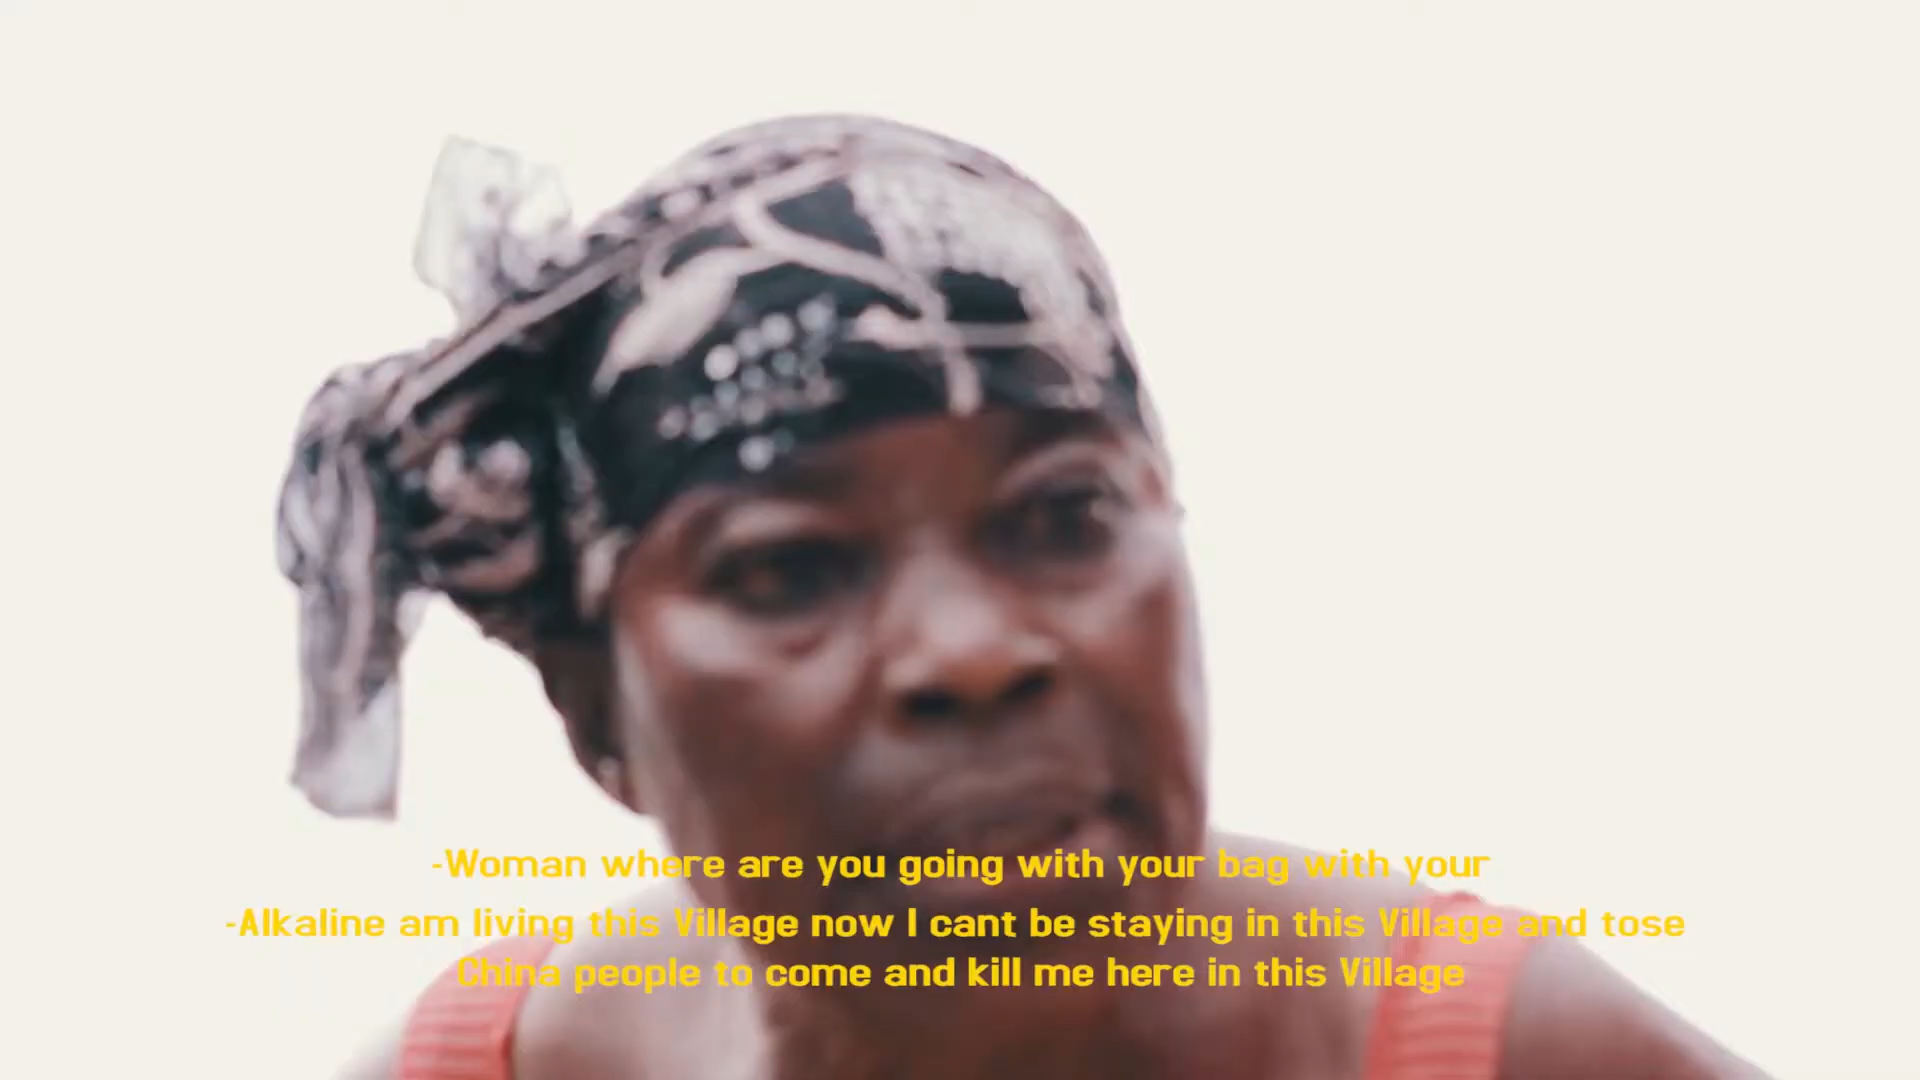 -Woman where are you going with your bag with your
-Alkaline am living this Village now I cant be staying in this Village and tose
China people to come and kill me here in this Village